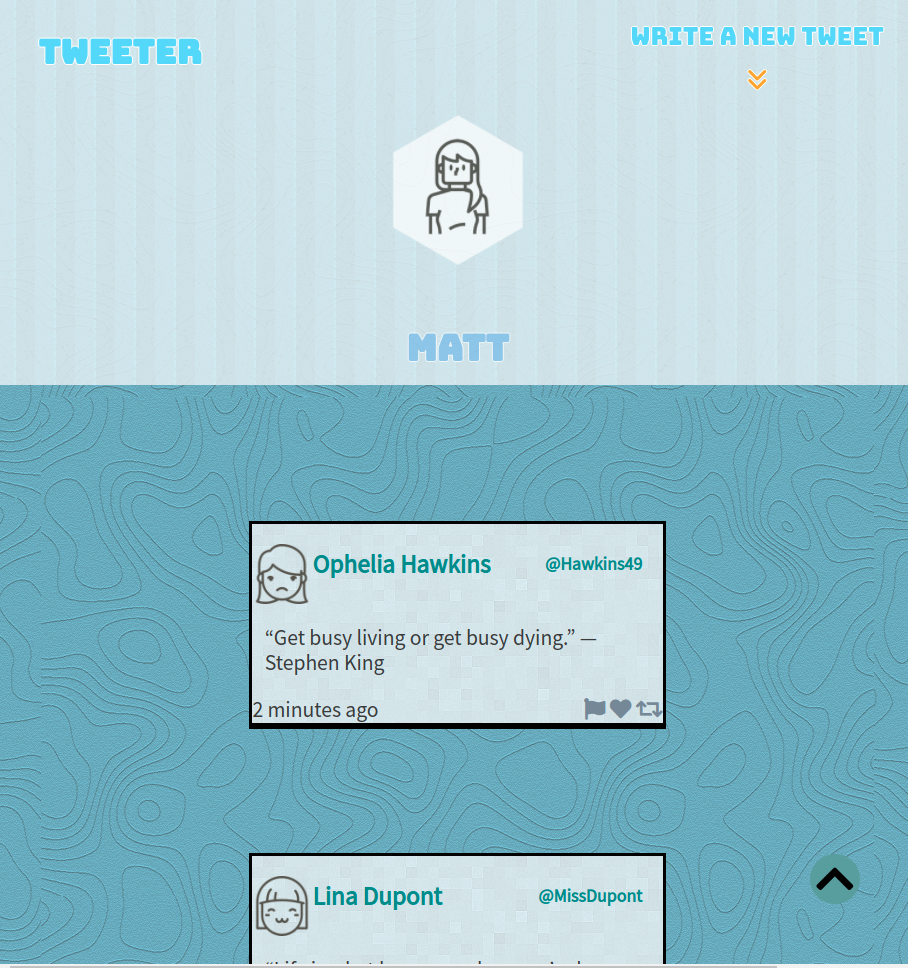 TWEETER
WRITE A NEW TWEET
MATT
Ophelia Hawkins
@Hawkins49
“Get busy living or get busy dying.” —
Stephen King
2 minutes ago
Lina Dupont
@MissDupont